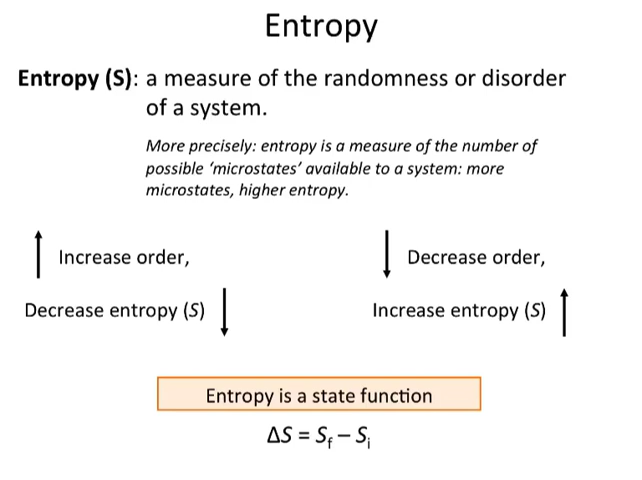 Entropy
Entropy (S): a measure of the randomness or disorder
of a system.
More precisely: entropy is a measure of the number of
possible ‘microstates’ available to a system: more
microstates, higher entropy.
Increase order,
Decrease order,
Decrease entropy (S)
Increase entropy (S)
Entropy is a state function
ΔS = Sf – Si